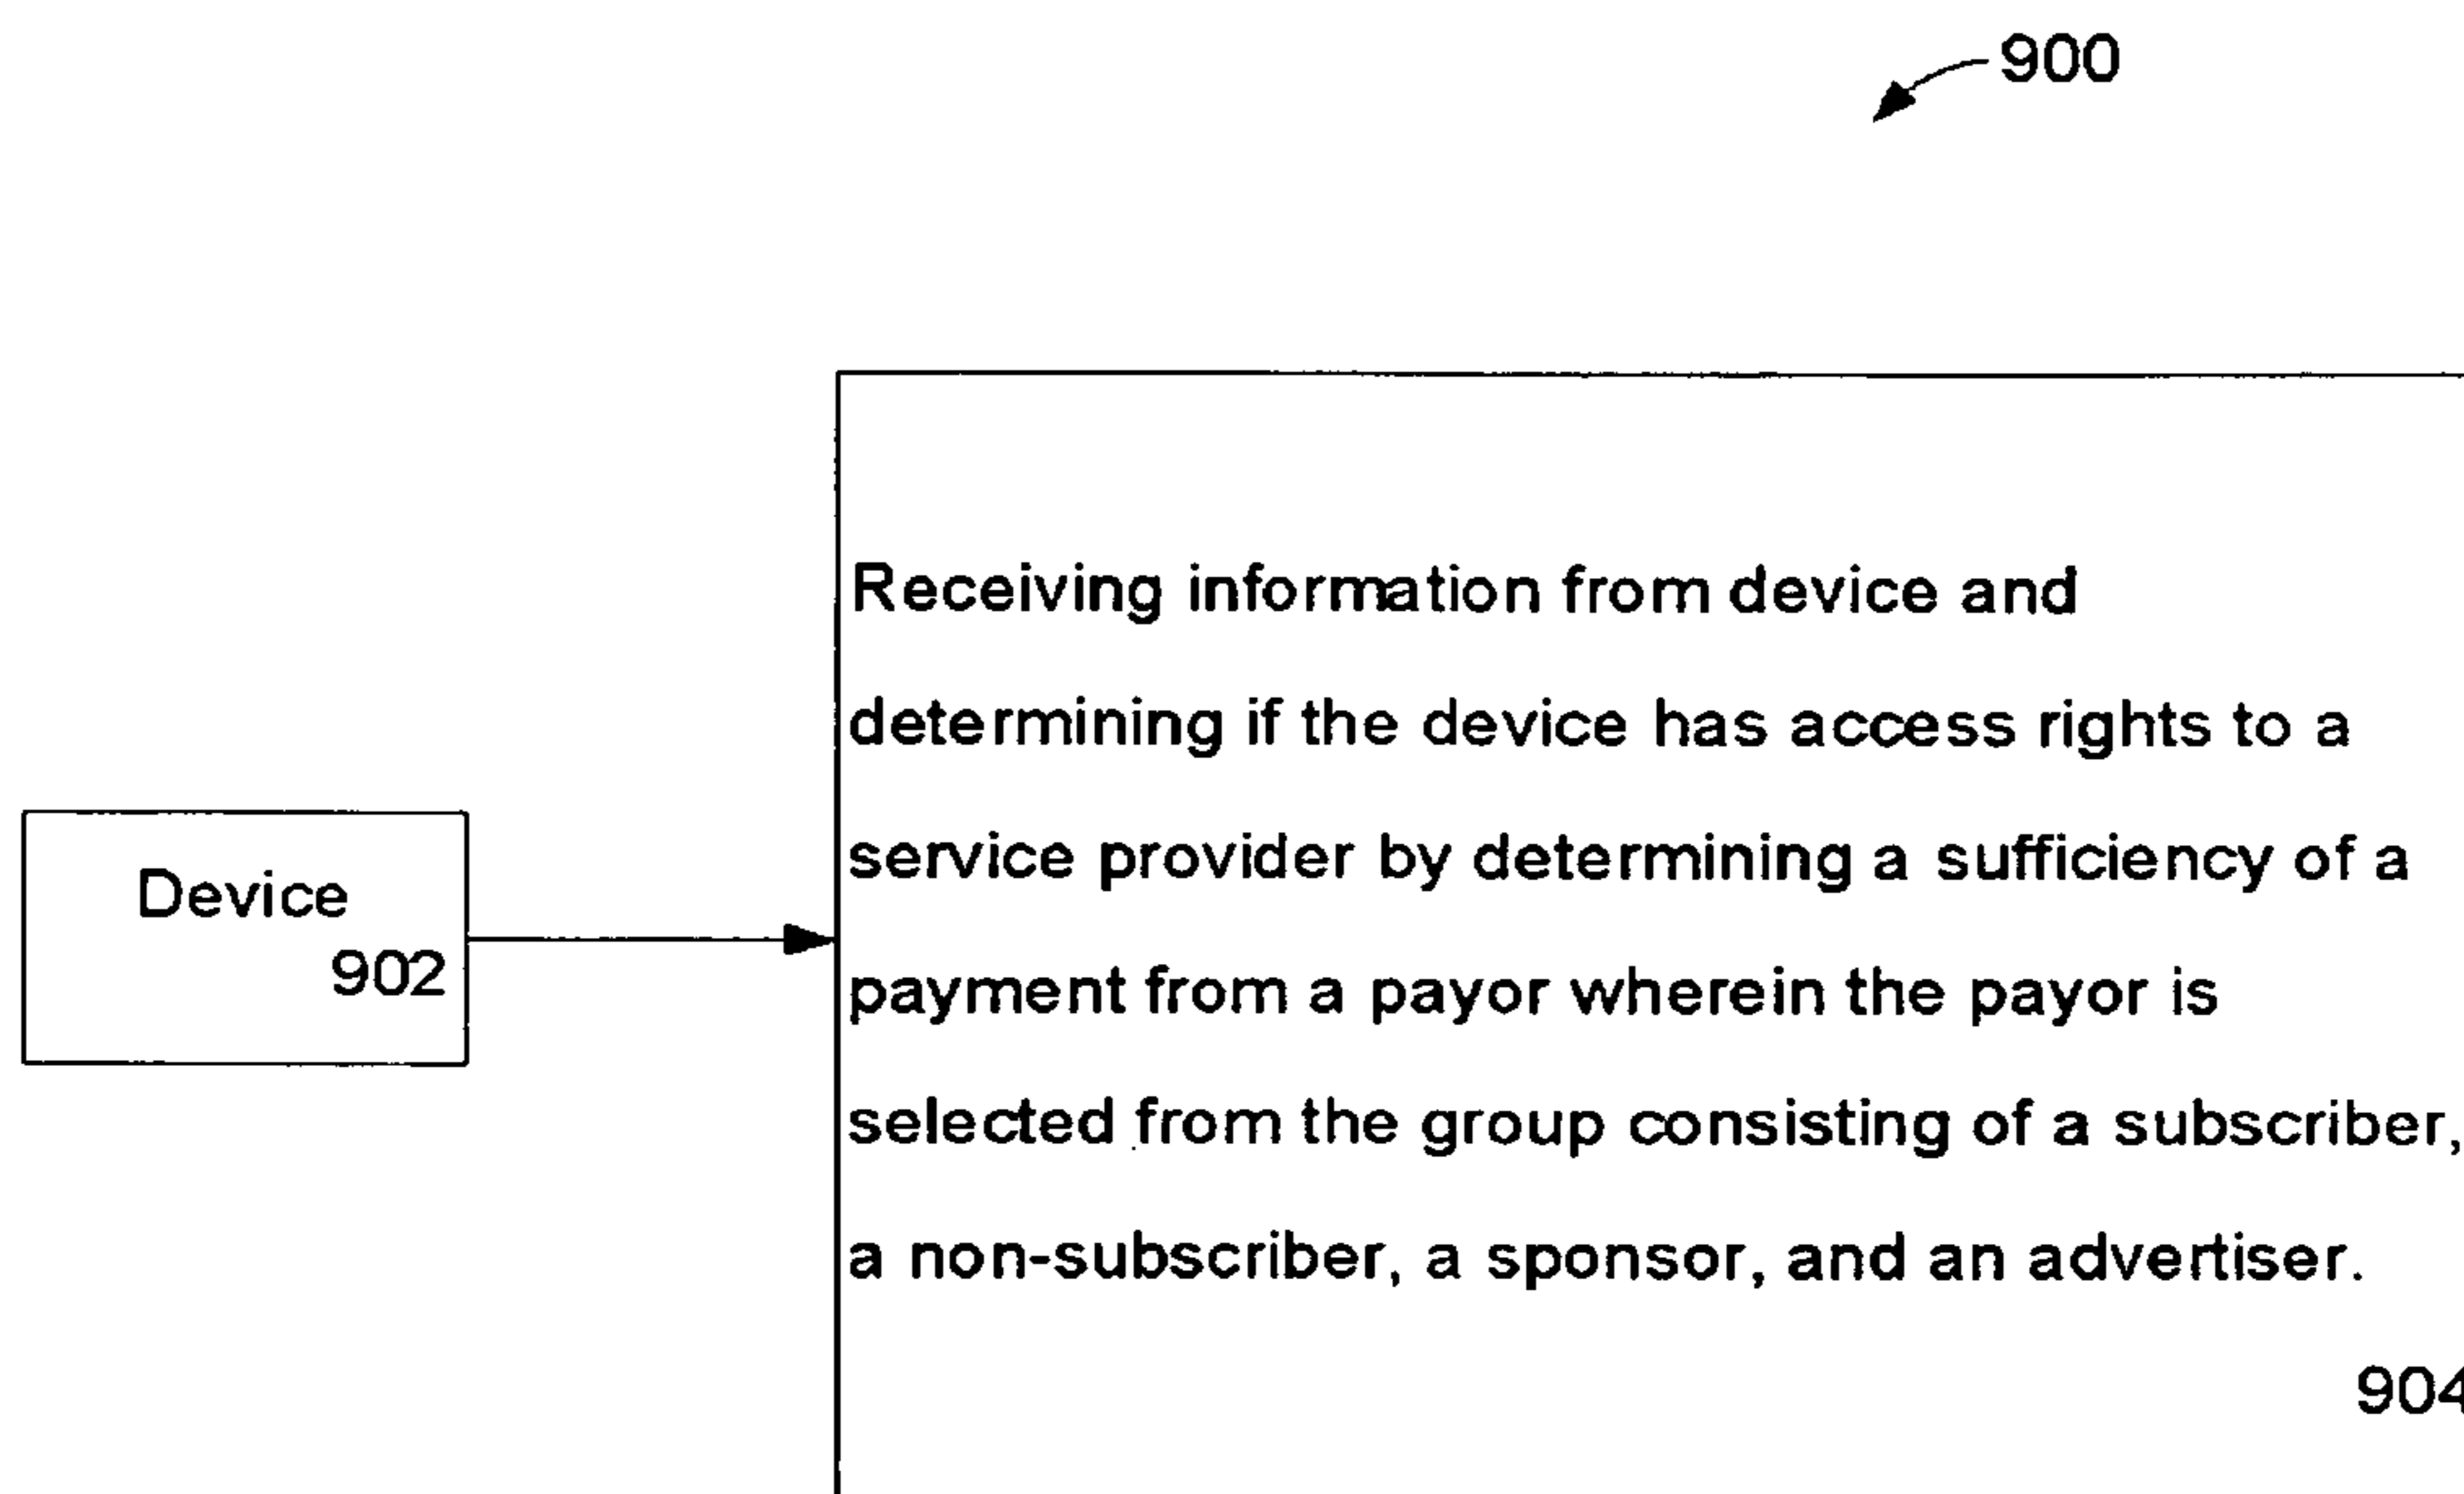 900
Device
902
Receiving information from device and
determining if the device has access rights to a
service provider by determining a sufficiency of a
payment from a payor wherein the payor is
selected from the group consisting of a subscriber,
a non-subscriber, a sponsor, and an advertiser.
904